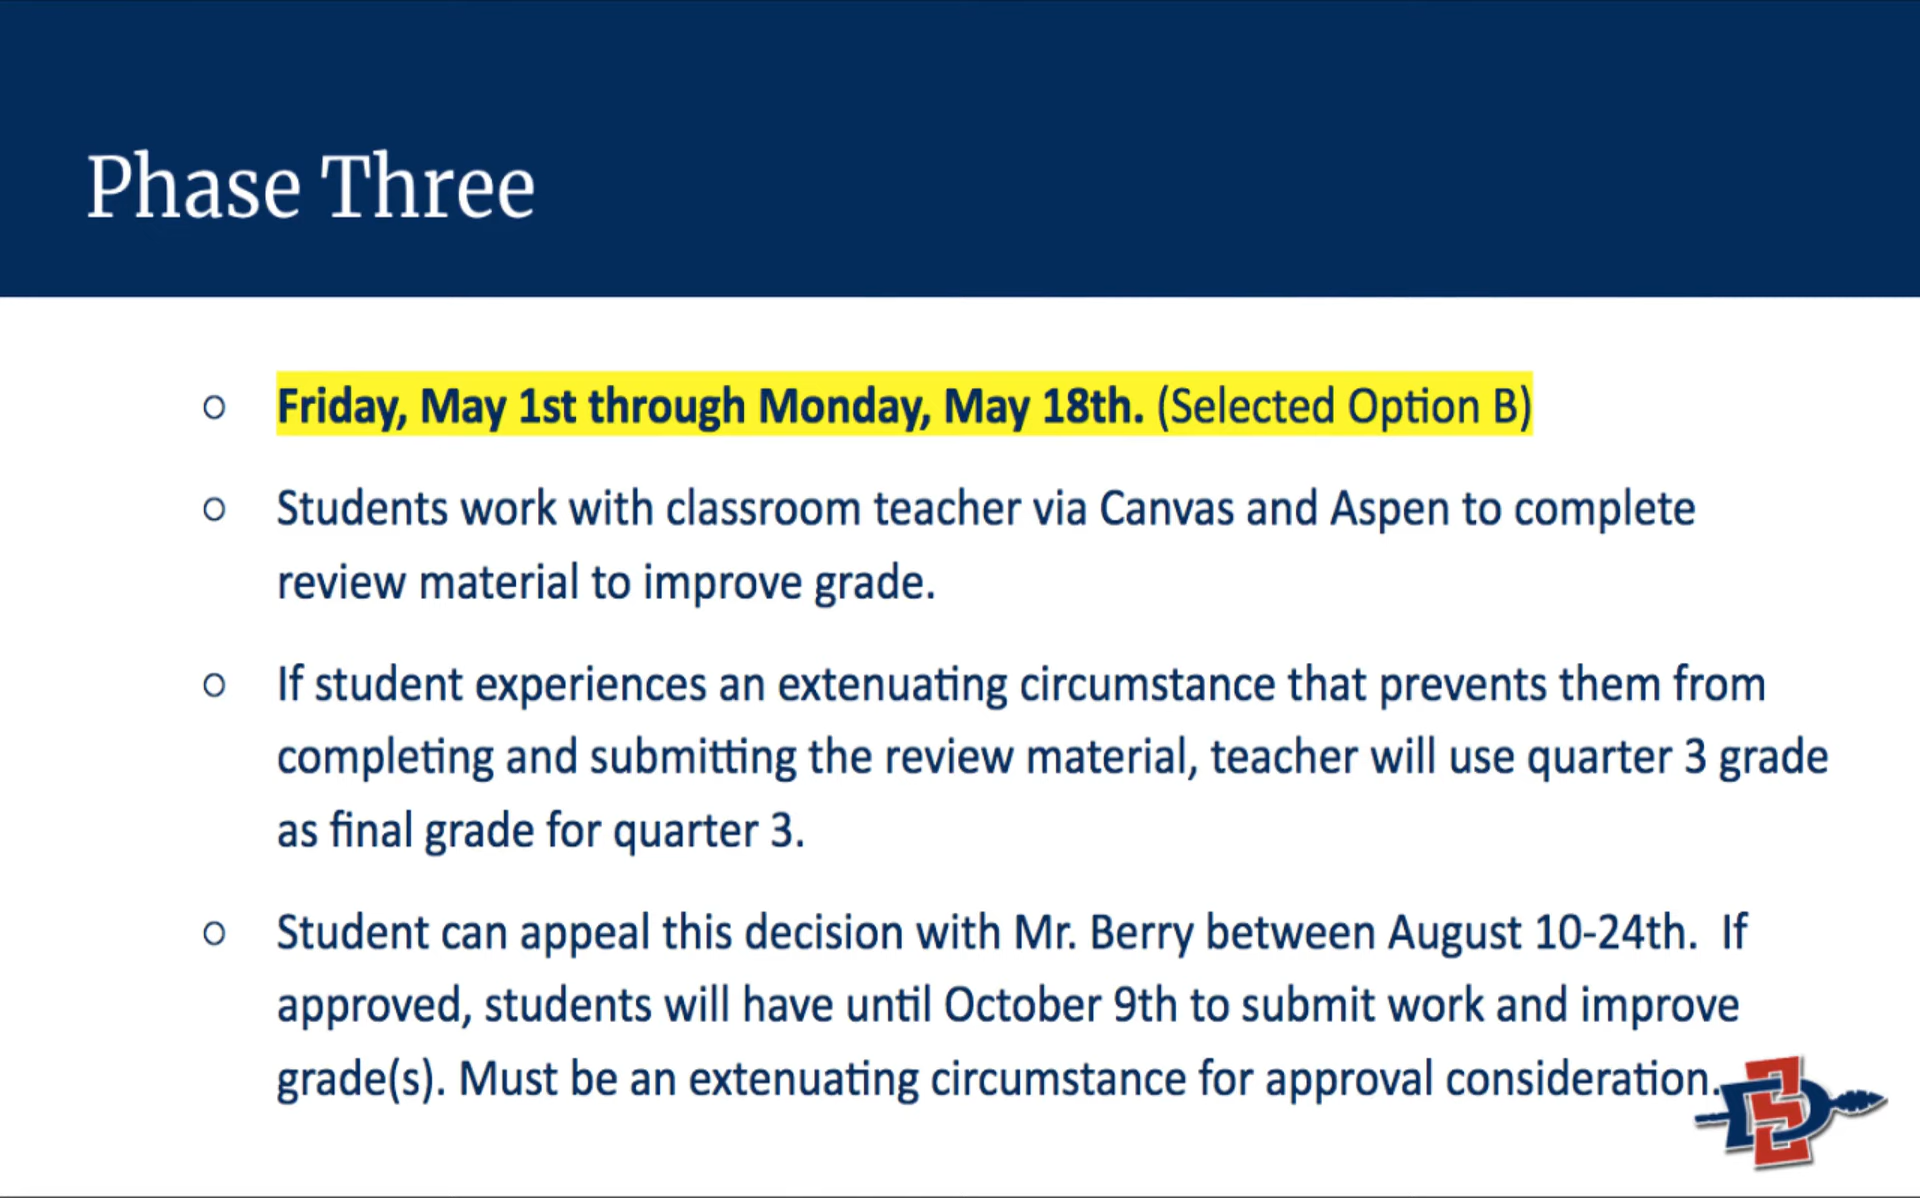 Phase Three
Friday, May 1st through Monday, May 18th. (Selected Option B)
Students work with classroom teacher via Canvas and Aspen to complete
review material to improve grade.
If student experiences an extenuating circumstance that prevents them from
completing and submitting the review material, teacher will use quarter 3 grade
as final grade for quarter 3.
Student can appeal this decision with Mr. Berry between August 10-24th.  If
approved, students will have until October 9th to submit work and improve
grade(s). Must be an extenuating circumstance for approval consideration.